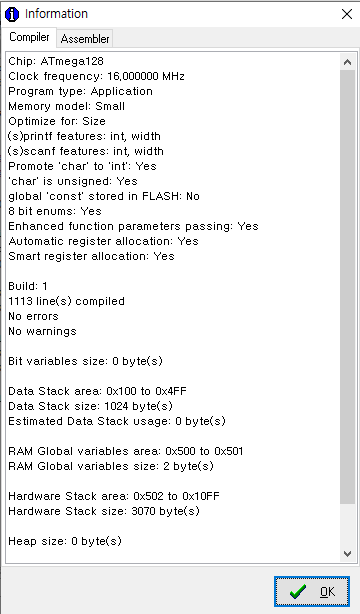 Information
Compiler Assembler
Chip: ATmega128
Clock frequency: 16,000000 MHz
Program type: Application
Memory model: Small
Optimize for: Size
(s)printf features: int, width
(s)scanf features: int, width
Promote 'char' to 'int': Yes
'char' is unsigned: Yes
global 'const' stored in FLASH: No
8 bit enums: Yes
Enhanced function parameters passing: Yes
Automatic register allocation: Yes
Smart register allocation: Yes
Build: 1
1113 line(s) compiled
No errors
No warnings
Bit variables size: 0 byte(s)
Data Stack area: 0x100 to 0x4FF
Data Stack size: 1024 byte(s)
Estimated Data Stack usage: 0 byte(s)
RAM Global variables area: 0x500 to 0x501
RAM Global variables size: 2 byte(s)
Hardware Stack area: 0x502 to 0x10FF
Hardware Stack size: 3070 byte(s)
Heap size: 0 byte(s)
OK